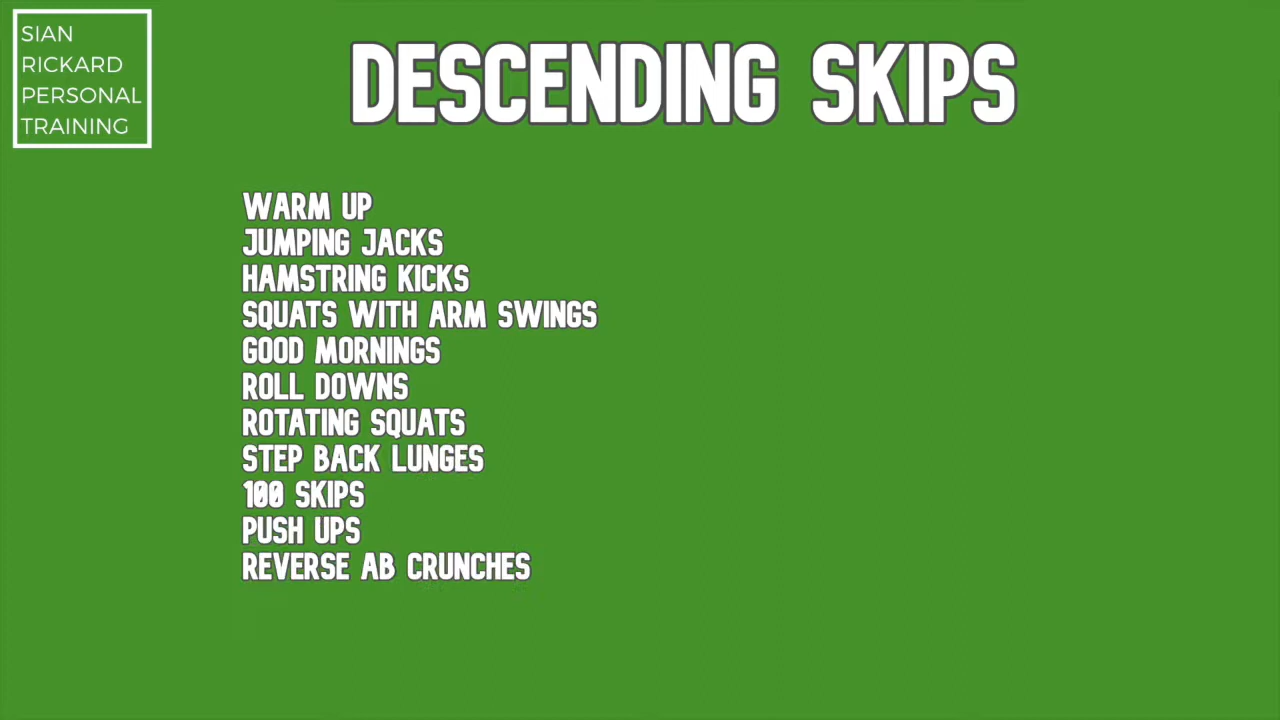 SIAN
RICKARD
PERSONAL
TRAINING
DESCENDING SKIPS
WARM UP
JUMPING JACKS
HAMSTRING KICKS
SQUATS WITH ARM SWINGS
GOOD MORNINGS
ROLL DOWNS
ROTATING SQUATS
STEP BACK LUNGES
100 SKIPS
PUSH UPS
REVERSE AB CRUNCHES